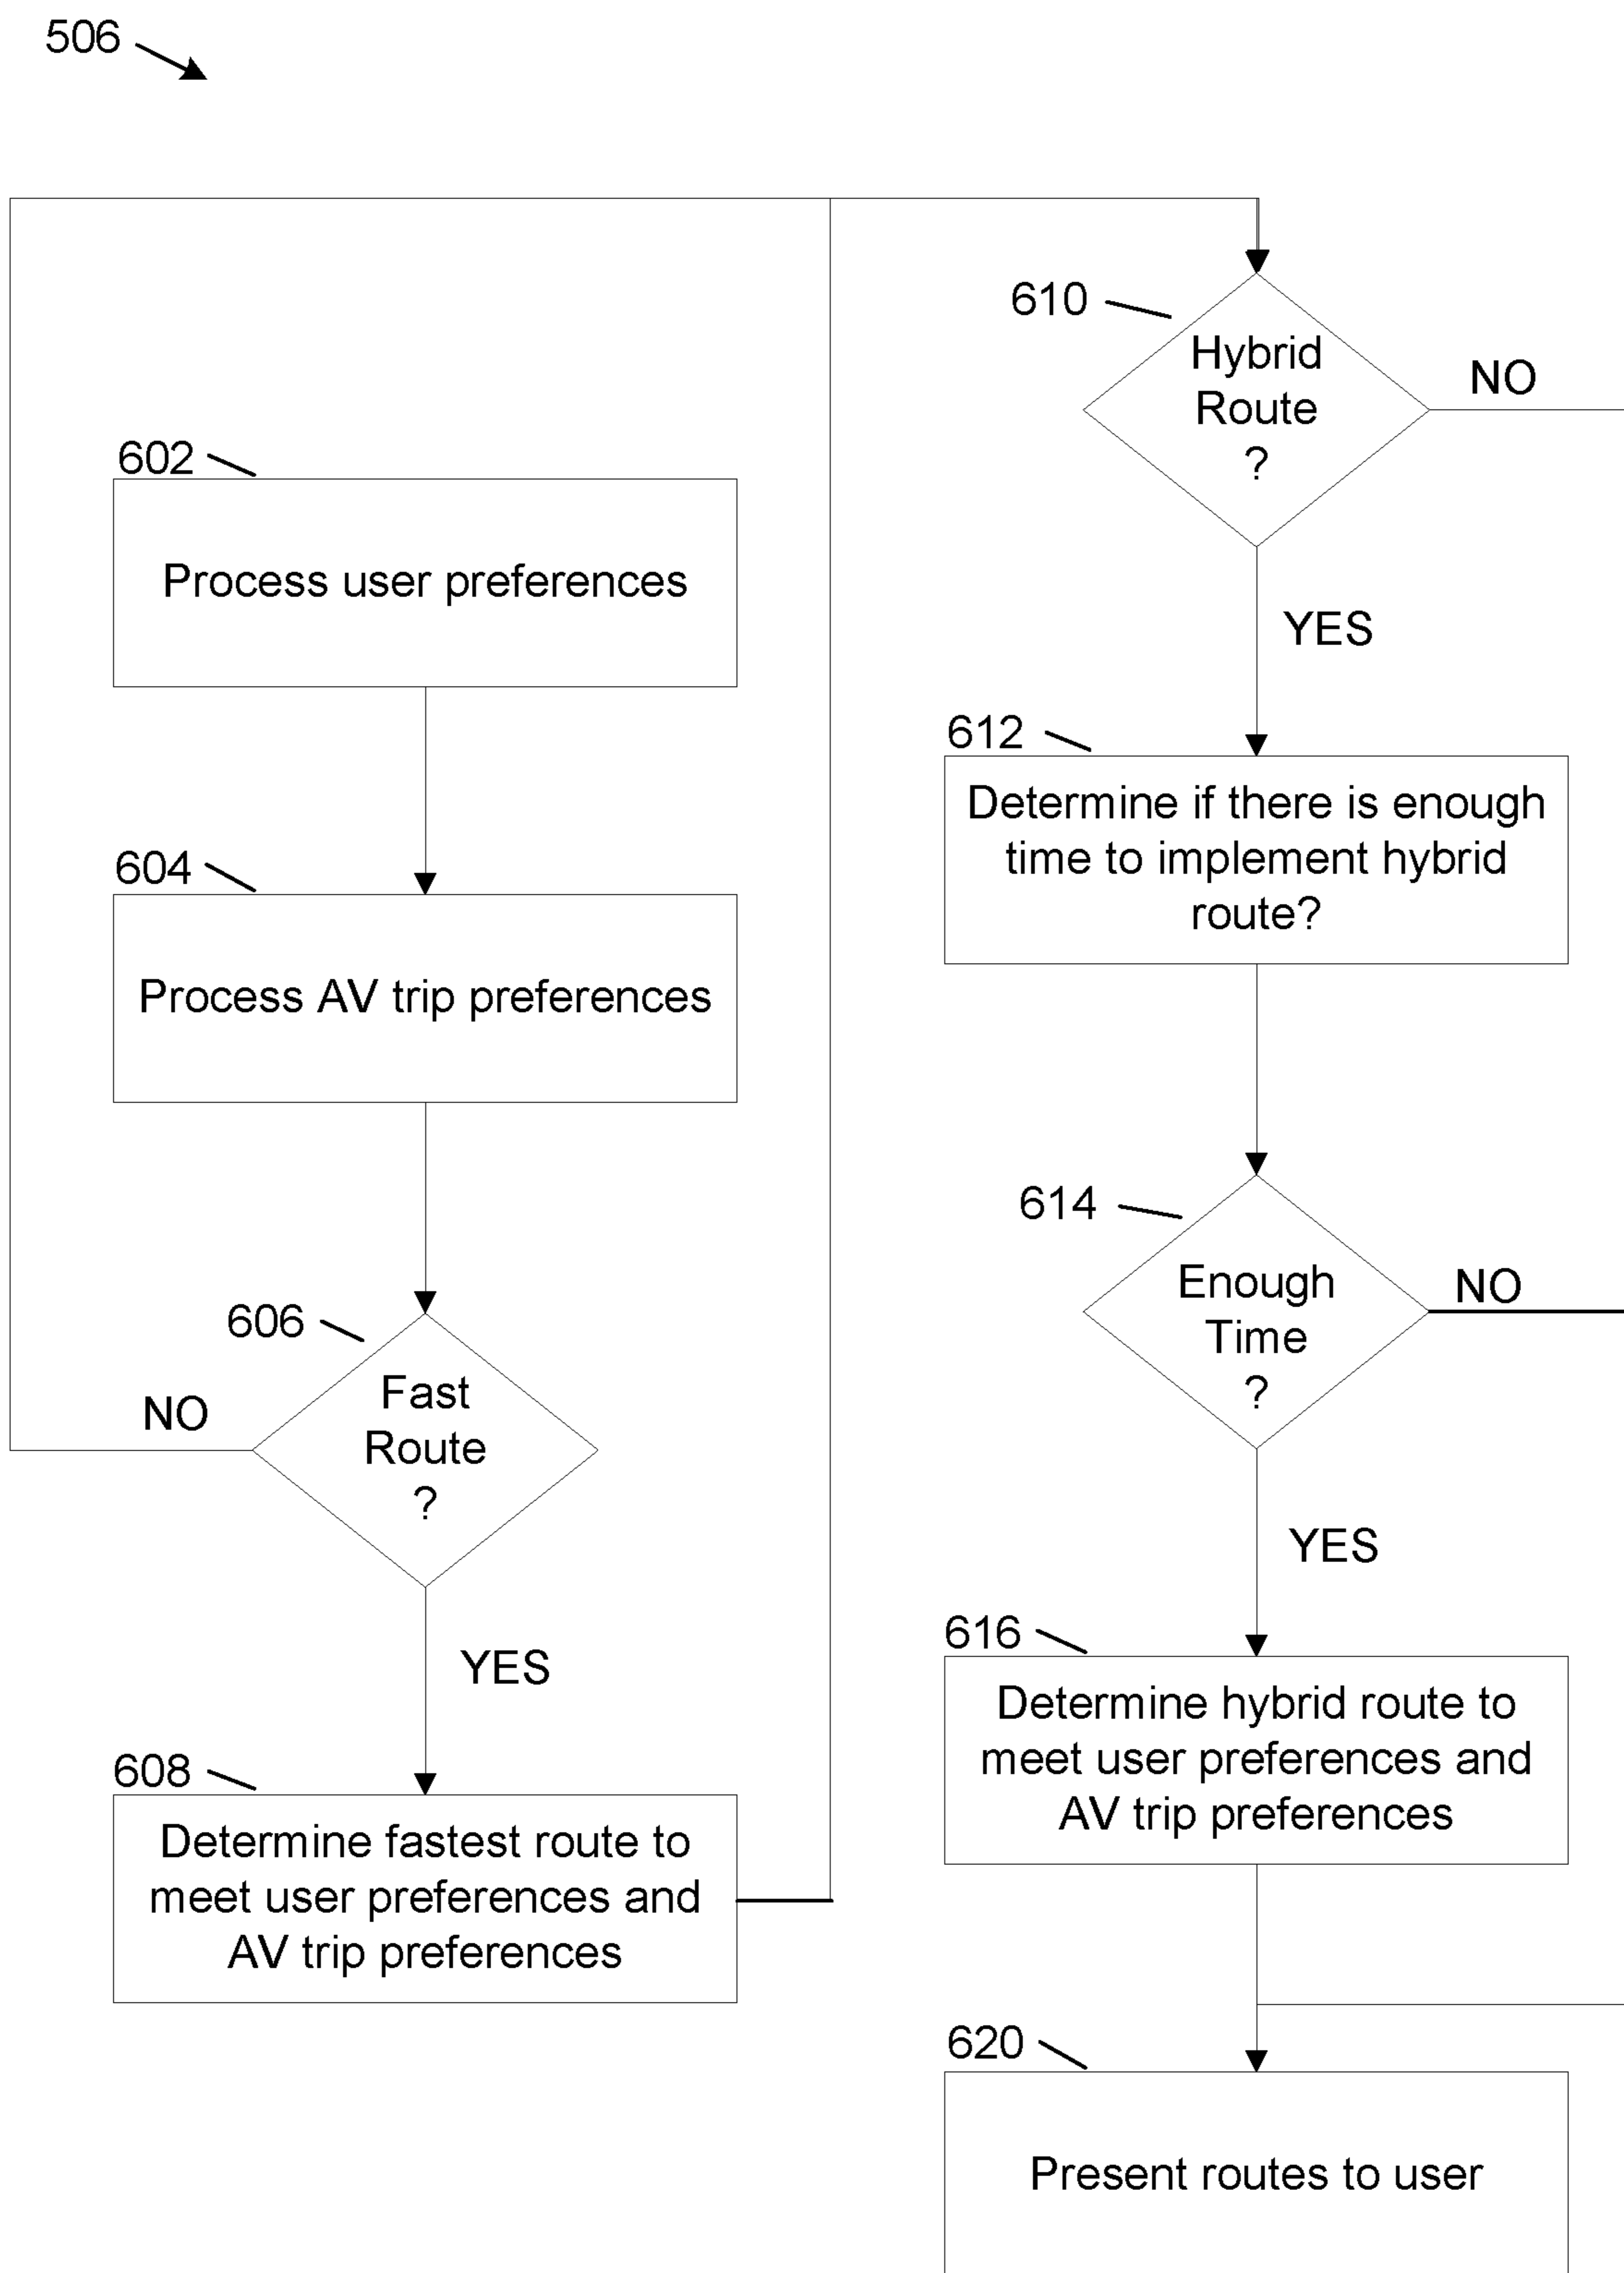 506
602
Process user preferences
604
Process AV trip preferences
606
Fast
Route
?
NO
YES
608
Determine fastest route to
meet user preferences and
AV trip preferences
610
Hybrid
Route
?
NO
YES
612
Determine if there is enough
time to implement hybrid
route?
614
Enough
Time
?
NO
YES
616
Determine hybrid route to
meet user preferences and
AV trip preferences
620
Present routes to user